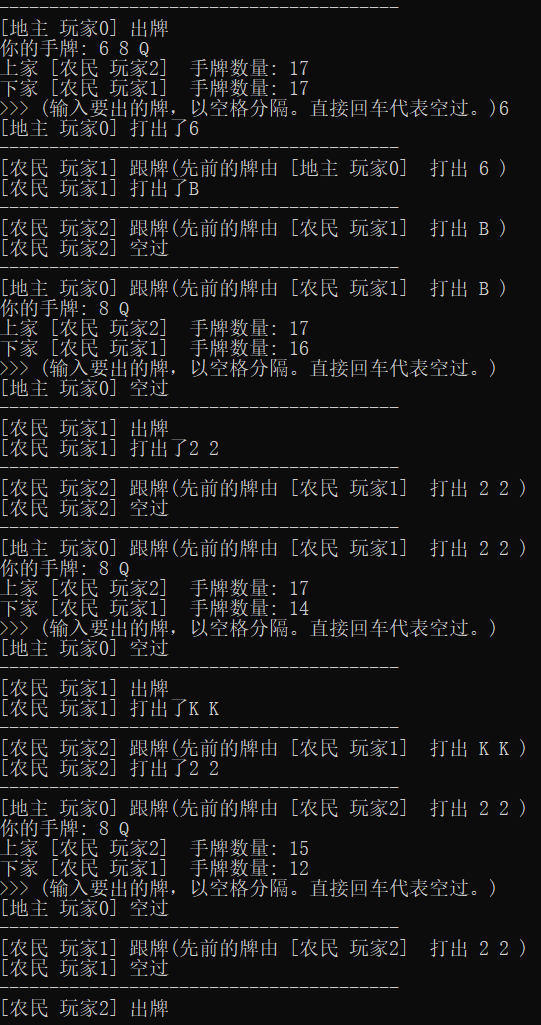 ----------------------------------------
[地主 玩家0] 出牌
你的手牌: 6 8 Q
上家 [农民 玩家2]  手牌数量: 17
下家 [农民 玩家1]  手牌数量: 17
>>> (输入要出的牌，以空格分隔。直接回车代表空过。)6
[地主 玩家0] 打出了6
----------------------------------------
[农民 玩家1] 跟牌(先前的牌由 [地主 玩家0]  打出 6 )
[农民 玩家1] 打出了B
----------------------------------------
[农民 玩家2] 跟牌(先前的牌由 [农民 玩家1]  打出 B )
[农民 玩家2] 空过
----------------------------------------
[地主 玩家0] 跟牌(先前的牌由 [农民 玩家1]  打出 B )
你的手牌: 8 Q
上家 [农民 玩家2]  手牌数量: 17
下家 [农民 玩家1]  手牌数量: 16
>>> (输入要出的牌，以空格分隔。直接回车代表空过。)
[地主 玩家0] 空过
----------------------------------------
[农民 玩家1] 出牌
[农民 玩家1] 打出了2 2
----------------------------------------
[农民 玩家2] 跟牌(先前的牌由 [农民 玩家1]  打出 2 2 )
[农民 玩家2] 空过
----------------------------------------
[地主 玩家0] 跟牌(先前的牌由 [农民 玩家1]  打出 2 2 )
你的手牌: 8 Q
上家 [农民 玩家2]  手牌数量: 17
下家 [农民 玩家1]  手牌数量: 14
>>> (输入要出的牌，以空格分隔。直接回车代表空过。)
[地主 玩家0] 空过
----------------------------------------
[农民 玩家1] 出牌
[农民 玩家1] 打出了K K
----------------------------------------
[农民 玩家2] 跟牌(先前的牌由 [农民 玩家1]  打出 K K )
[农民 玩家2] 打出了2 2
----------------------------------------
[地主 玩家0] 跟牌(先前的牌由 [农民 玩家2]  打出 2 2 )
你的手牌: 8 Q
上家 [农民 玩家2]  手牌数量: 15
下家 [农民 玩家1]  手牌数量: 12
>>> (输入要出的牌，以空格分隔。直接回车代表空过。)
[地主 玩家0] 空过
----------------------------------------
[农民 玩家1] 跟牌(先前的牌由 [农民 玩家2]  打出 2 2 )
[农民 玩家1] 空过
----------------------------------------
[农民 玩家2] 出牌